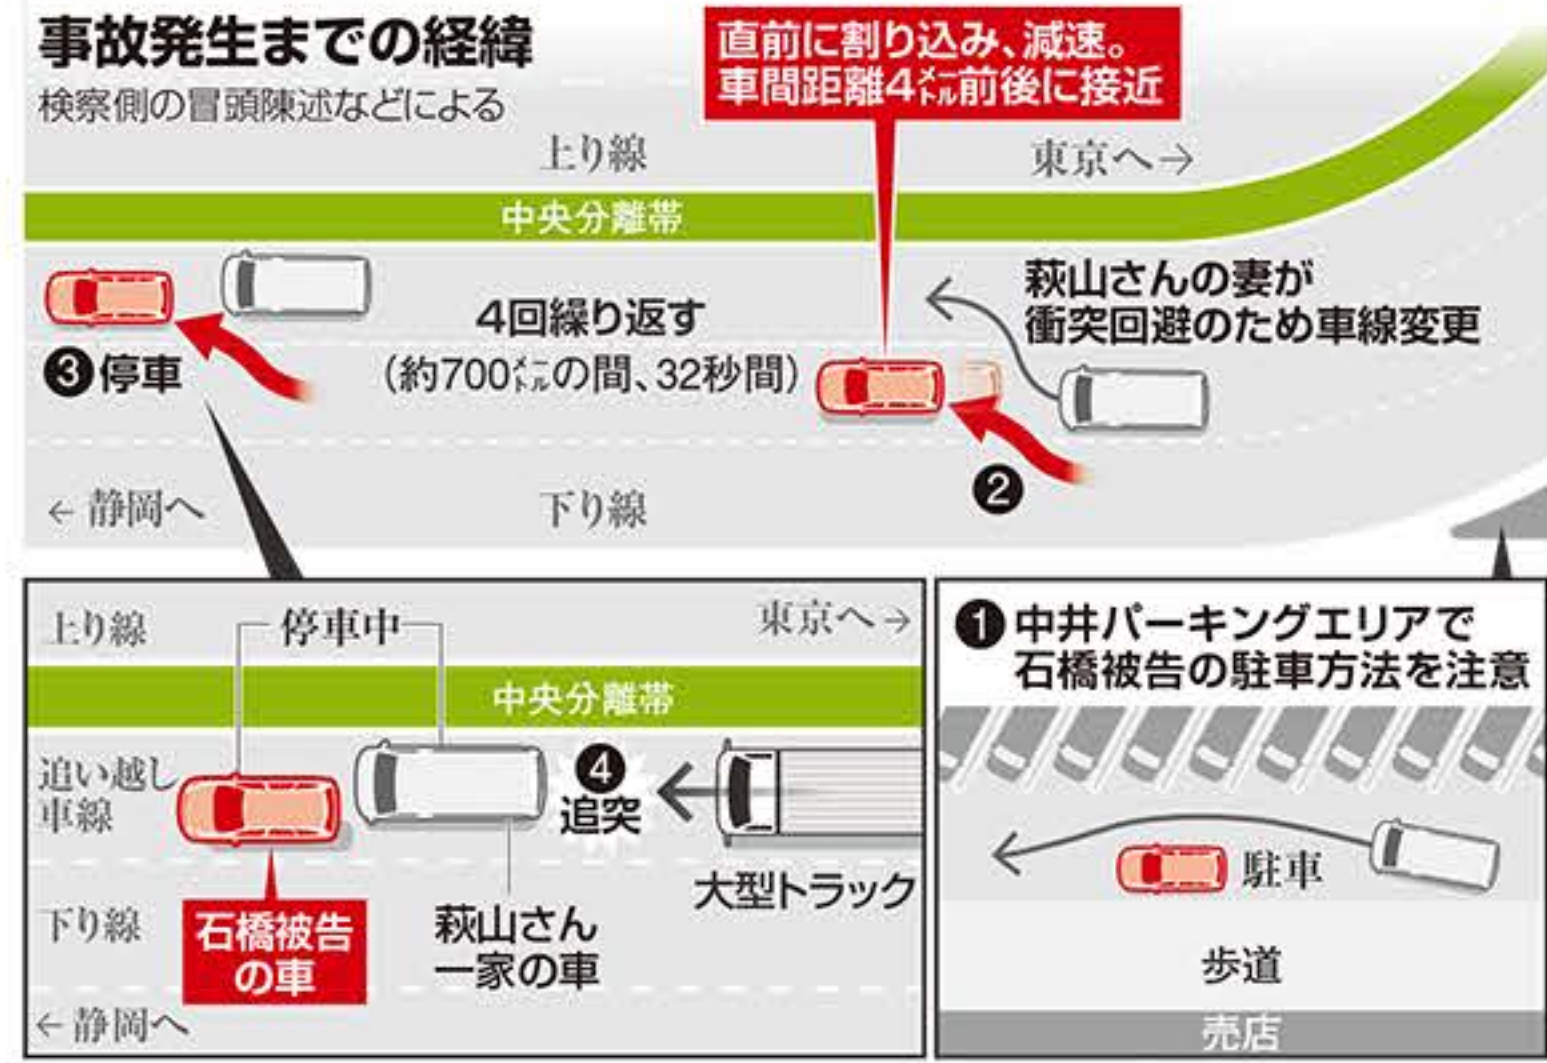 事故発生までの経緯
検察側の冒頭陳述などによる
直前に割り込み、減速。
車間距離4メートル前後に接近
上り線
東京へ→
中央分離帯
萩山さんの妻が
衝突回避のため車線変更
4回繰り返す
(約700メートルの間、32秒間)
❸停車
❷
←静岡へ
下り線
上り線
停車中
東京へ→
中央分離帯
追い越し
車線
❹
追突
大型トラック
下り線
石橋被告
の車
萩山さん
一家の車
←静岡へ
❶中井パーキングエリアで
石橋被告の駐車方法を注意
駐車
歩道
売店